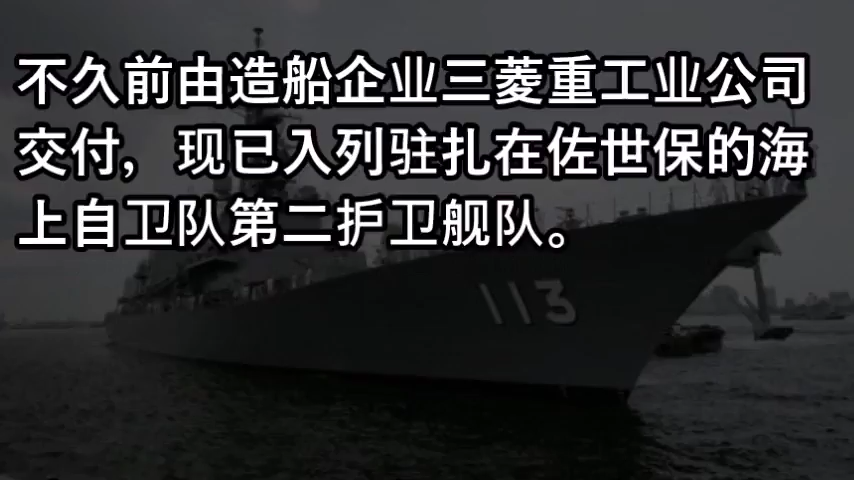 不久前由造船企业三菱重工业公司
交付，现已入列驻扎在佐世保的海
上自卫队第二护卫舰队。
113